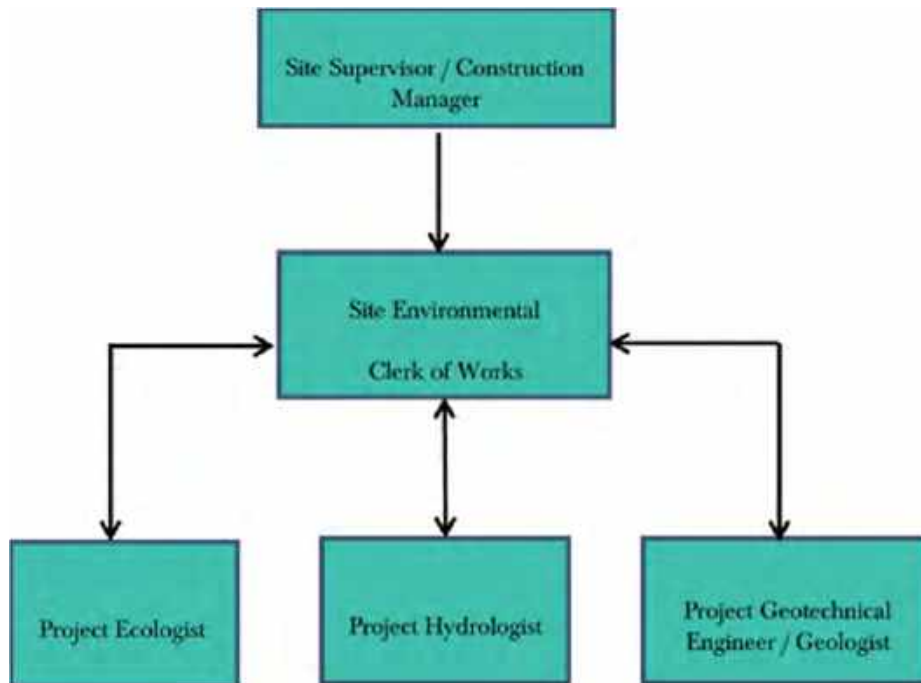 Site Supervisor / Construction
Manager
Site Environmental
Clerk of Works
Project Ecologist
Project Hydrologist
Project Geotechnical
Engineer / Geologist